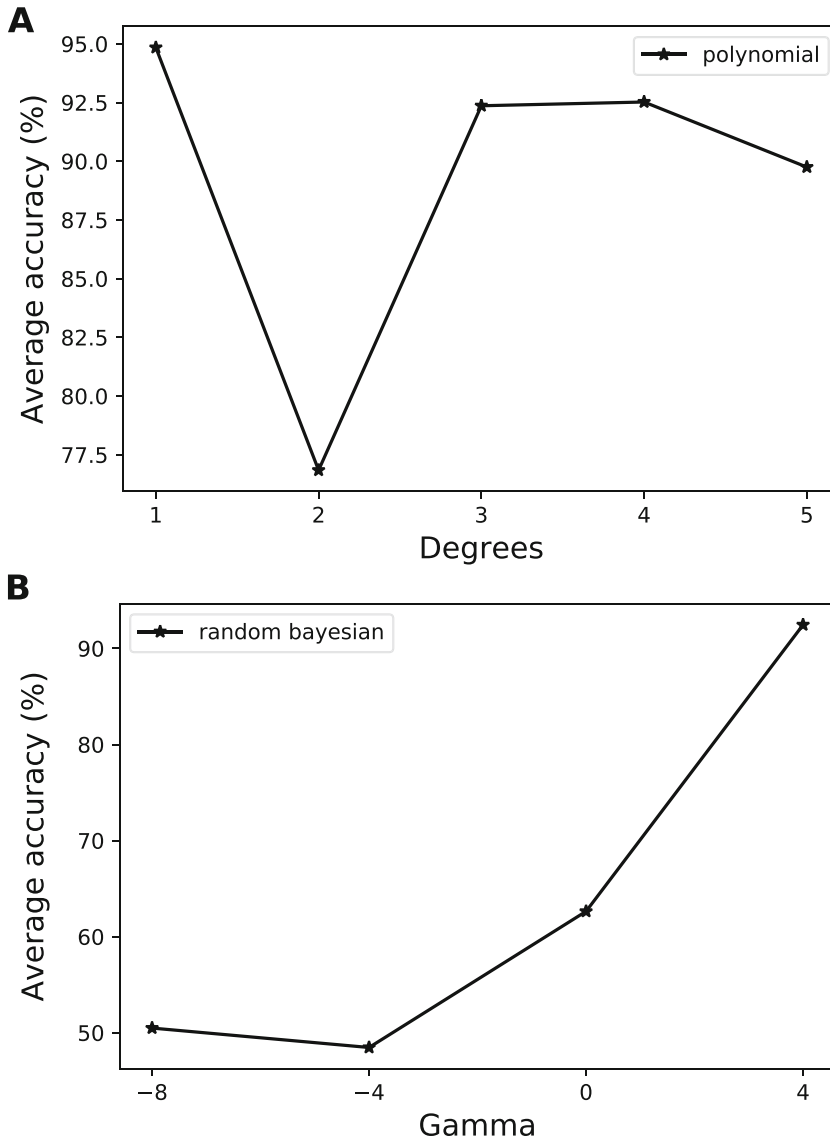 A
Average accuracy (%)
95.0
92.5
90.0
87.5
85.0
82.5
80.0
77.5
polynomial
1 2 3 4 5
Degrees
B
Average accuracy (%)
90
80
70
60
50
random bayesian
−8 −4 0 4
Gamma